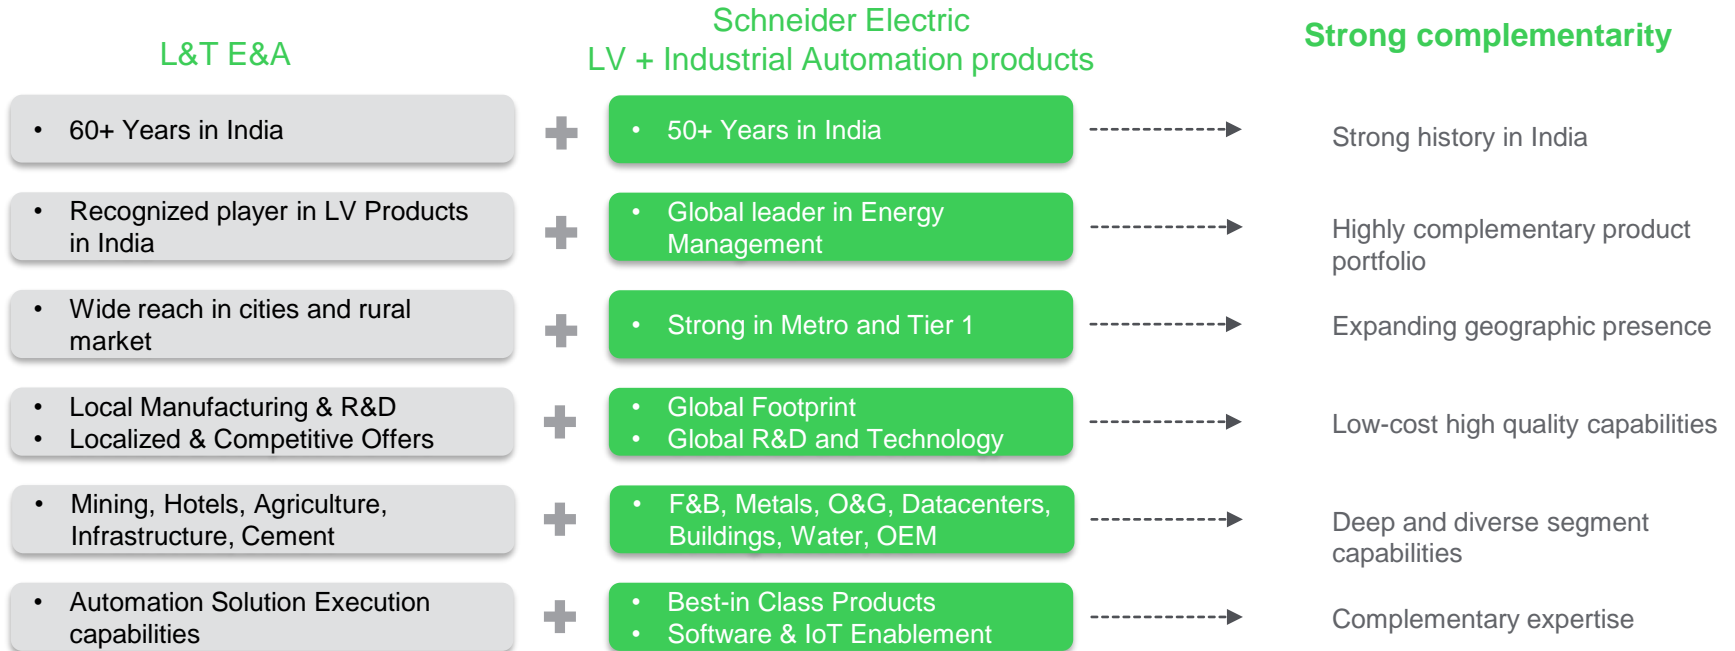 L&T E&A
Schneider Electric
LV + Industrial Automation products
Strong complementarity
• 60+ Years in India
• 50+ Years in India
Strong history in India
• Recognized player in LV Products
in India
• Global leader in Energy
Management
Highly complementary product
portfolio
• Wide reach in cities and rural
market
• Strong in Metro and Tier 1
Expanding geographic presence
• Local Manufacturing & R&D
• Localized & Competitive Offers
• Global Footprint
• Global R&D and Technology
Low-cost high quality capabilities
• Mining, Hotels, Agriculture,
Infrastructure, Cement
• F&B, Metals, O&G, Datacenters,
Buildings, Water, OEM
Deep and diverse segment
capabilities
• Automation Solution Execution
capabilities
• Best-in Class Products
• Software & IoT Enablement
Complementary expertise